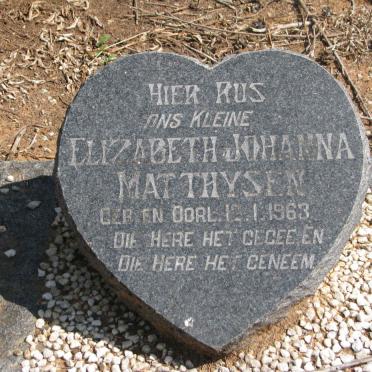 HIER RUS
ONS KLEINE
ELIZABETH JOHANNA
MATTHYSEN
GEB EN OORL 12.1.1963
DIE HERE HET GEGEE EN
DIE HERE HET GENEEM